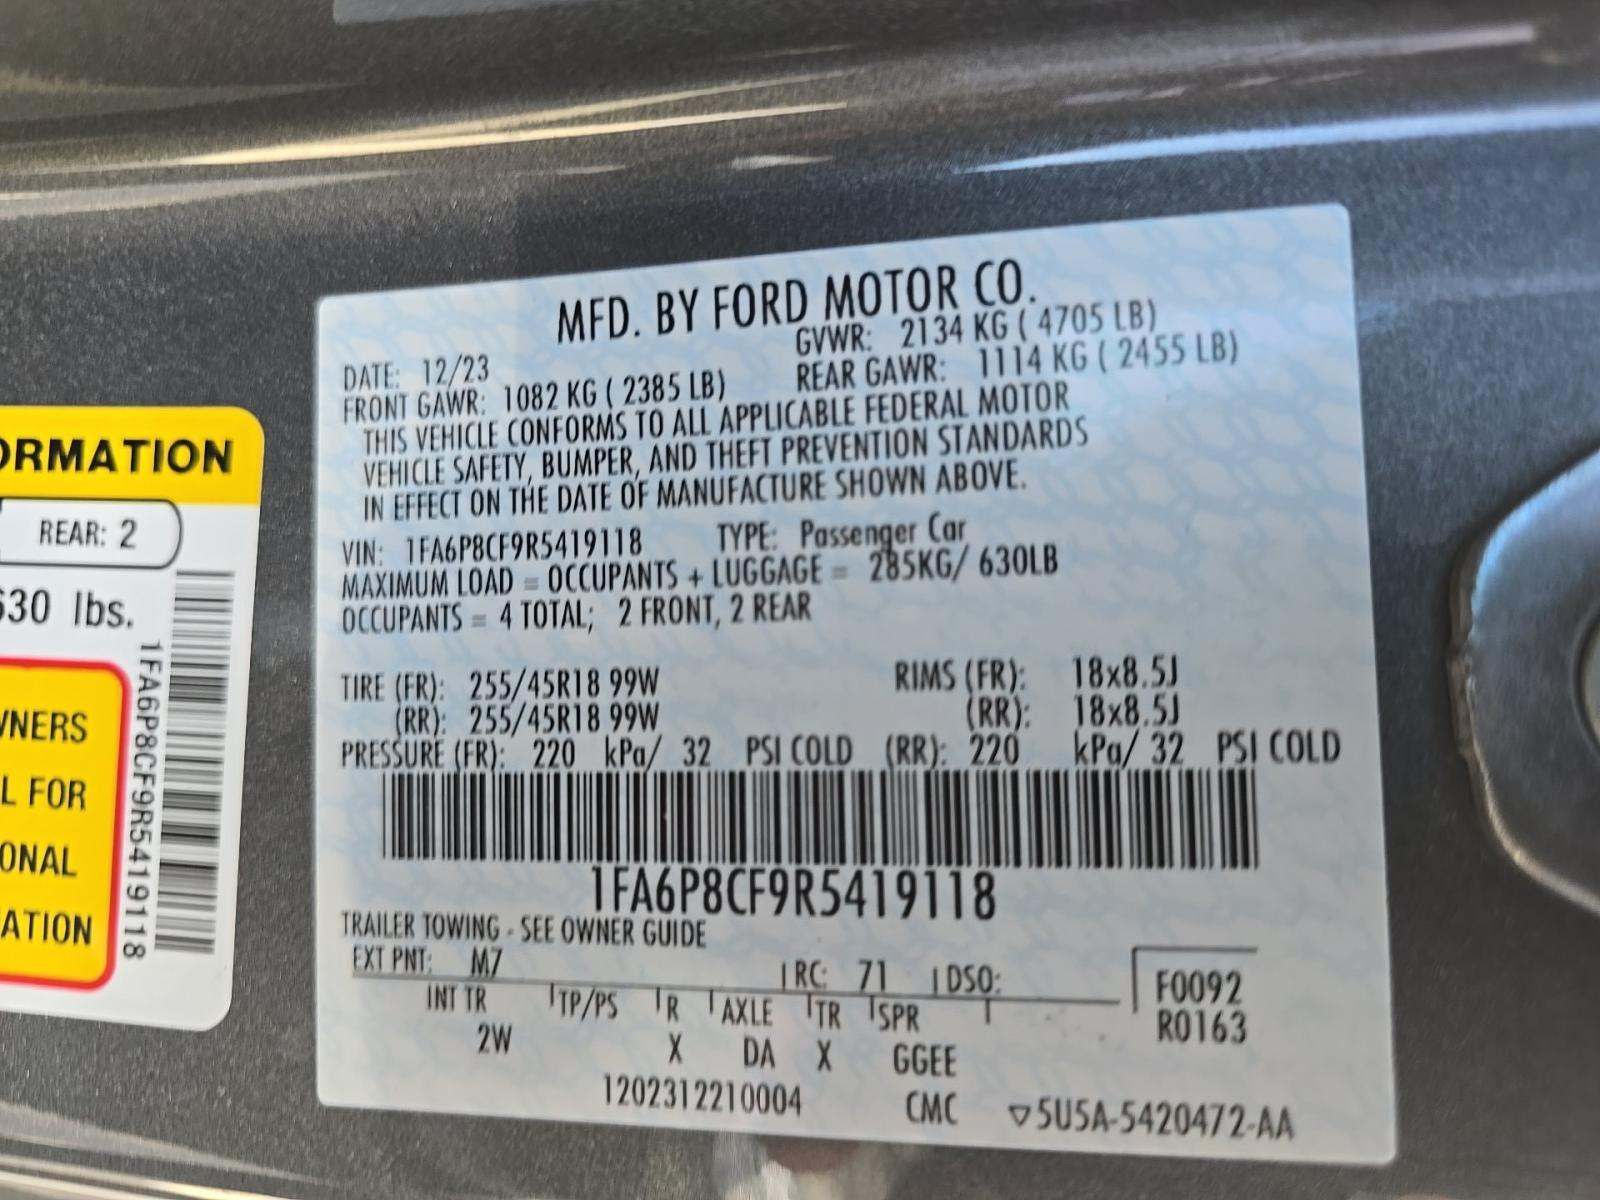 MFD. BY FORD MOTOR CO.
DATE: 12/23 GVWR: 2134 KG ( 4705 LB)
FRONT GAWR: 1082 KG ( 2385 LB) REAR GAWR: 1114 KG ( 2455 LB)
THIS VEHICLE CONFORMS TO ALL APPLICABLE FEDERAL MOTOR
VEHICLE SAFETY, BUMPER, AND THEFT PREVENTION STANDARDS
IN EFFECT ON THE DATE OF MANUFACTURE SHOWN ABOVE.
VIN: 1FA6P8CF9R5419118 TYPE: Passenger Car
MAXIMUM LOAD = OCCUPANTS + LUGGAGE = 285KG/ 630LB
OCCUPANTS = 4 TOTAL; 2 FRONT, 2 REAR
TIRE (FR): 255/45R18 99W RIMS (FR): 18x8.5J
(RR): 255/45R18 99W (RR): 18x8.5J
PRESSURE (FR): 220 kPa/ 32 PSI COLD (RR): 220 kPa/ 32 PSI COLD
1FA6P8CF9R5419118
TRAILER TOWING - SEE OWNER GUIDE
EXT PNT: M7 RC: 71 DSO:
INT TR TP/PS R AXLE TR SPR
2W X DA X GGEE
F0092
R0163
1202312210004 CMC ▽5U5A-5420472-AA
ORMATION
REAR: 2
630 lbs.
WNERS
L FOR
ONAL
ATION
1FA6P8CF9R5419118